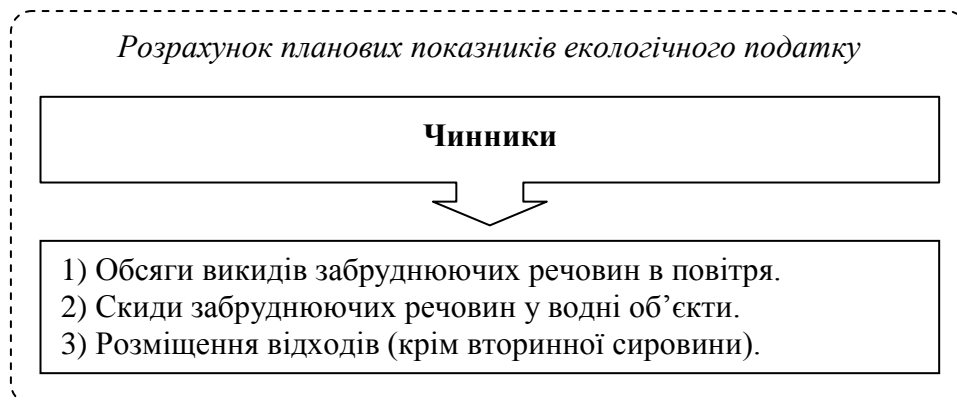 Розрахунок планових показників екологічного податку
Чинники
1) Обсяги викидів забруднюючих речовин в повітря.
2) Скиди забруднюючих речовин у водні об’єкти.
3) Розміщення відходів (крім вторинної сировини).